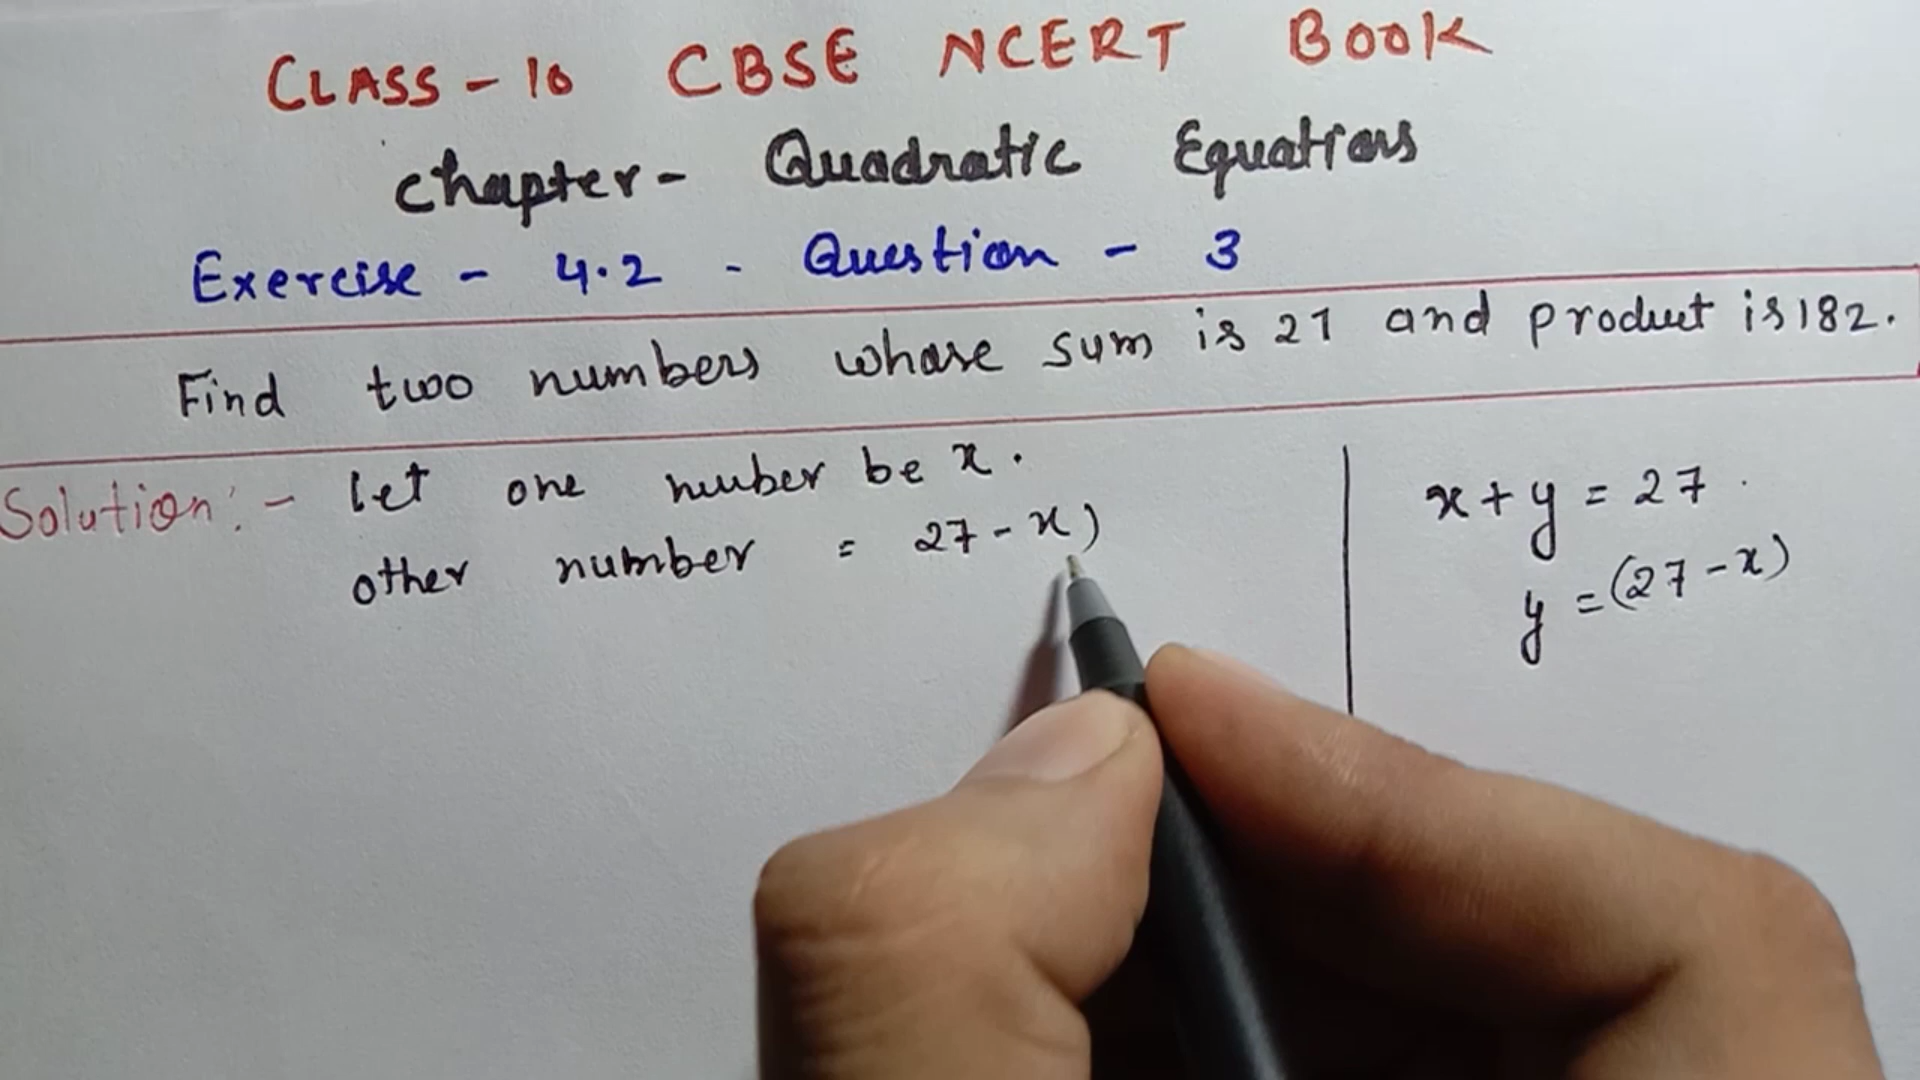 CLASS - 10 CBSE NCERT BOOK
Chapter - Quadratic Equations
Exercise - 4.2 - Question - 3
Find two numbers whose sum is 27 and product is 182.
Solution :- let one nuber be x.
other number = 27 - x)
x + y = 27
y = (27 - x)